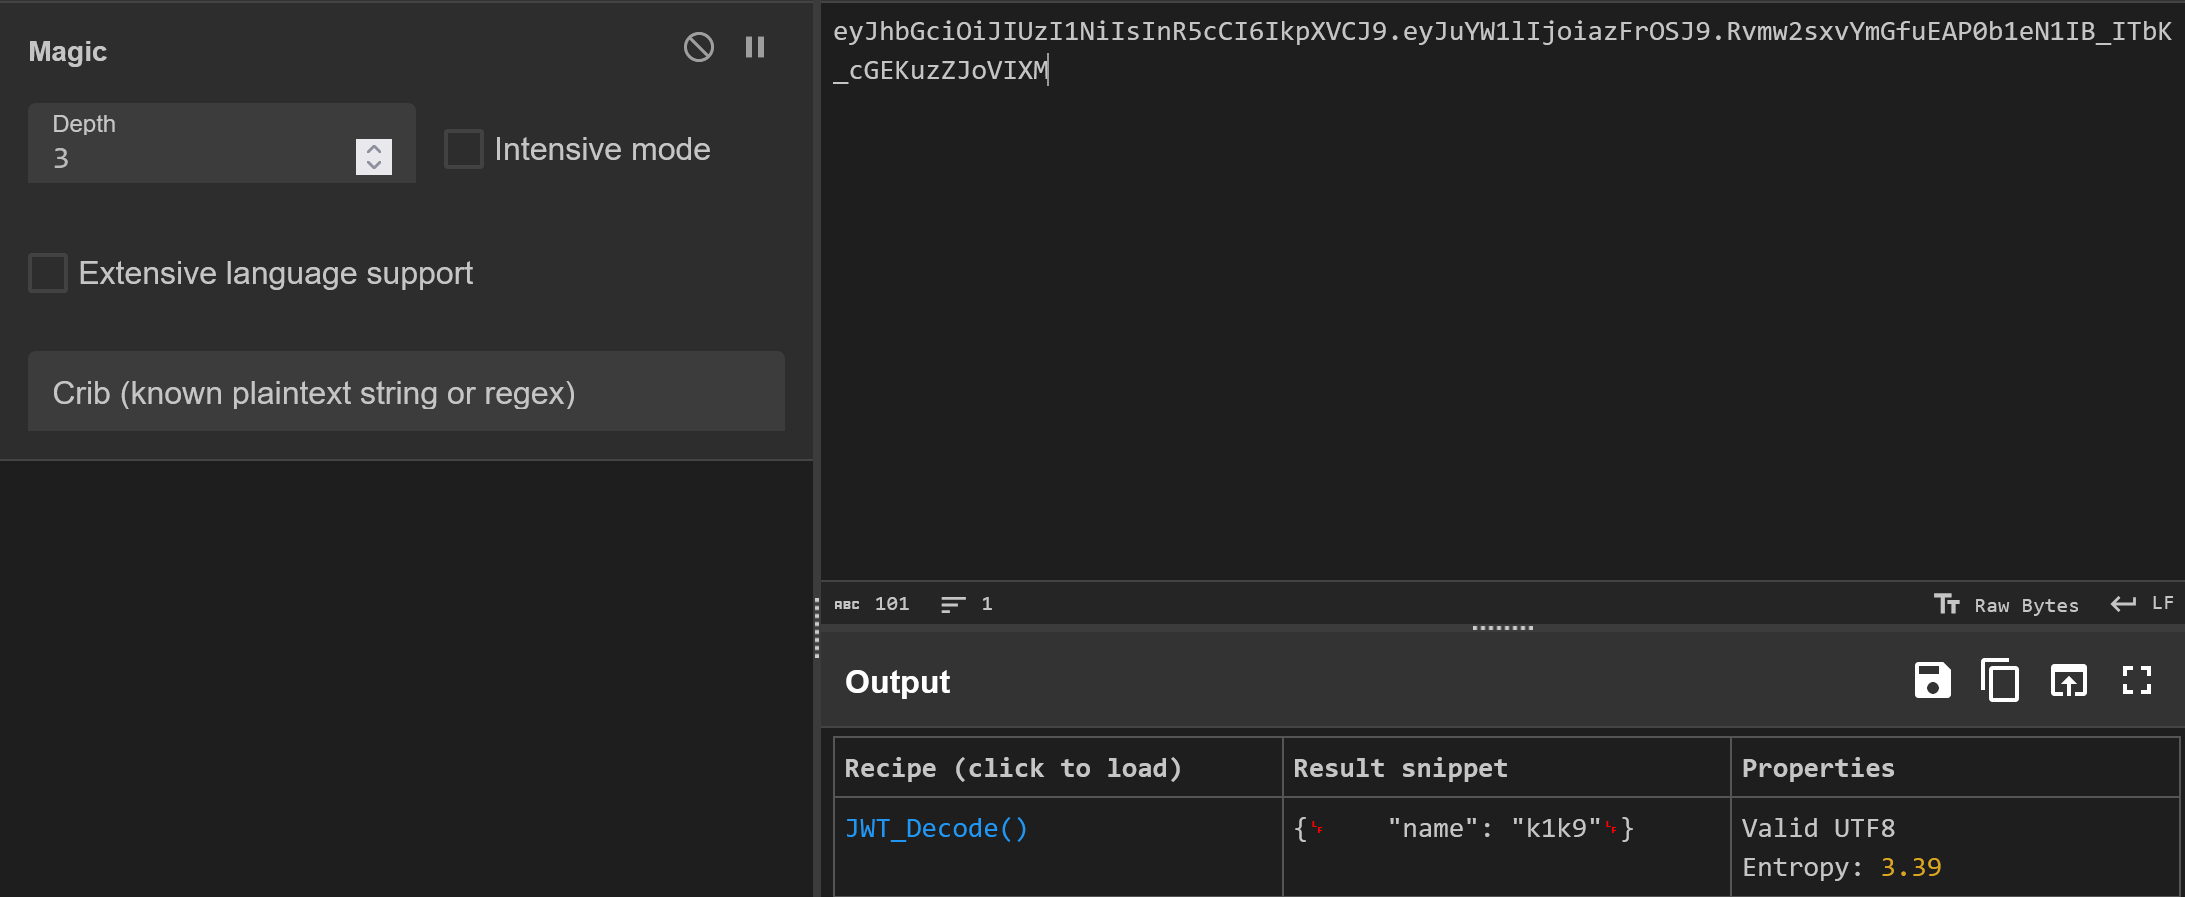 Magic
Depth
3
Intensive mode
Extensive language support
Crib (known plaintext string or regex)
eyJhbGciOiJIUzI1NiIsInR5cCI6IkpXVCJ9.eyJuYW1lIjoiazFrOSJ9.Rvmw2sxvYmGfuEAP0b1eN1IB_ITbK
_cGEKuzZJoVIXM
ABC 101 1
Tт Raw Bytes LF
Output
Recipe (click to load) Result snippet Properties
JWT_Decode() {␊ "name": "k1k9"␊} Valid UTF8
Entropy: 3.39